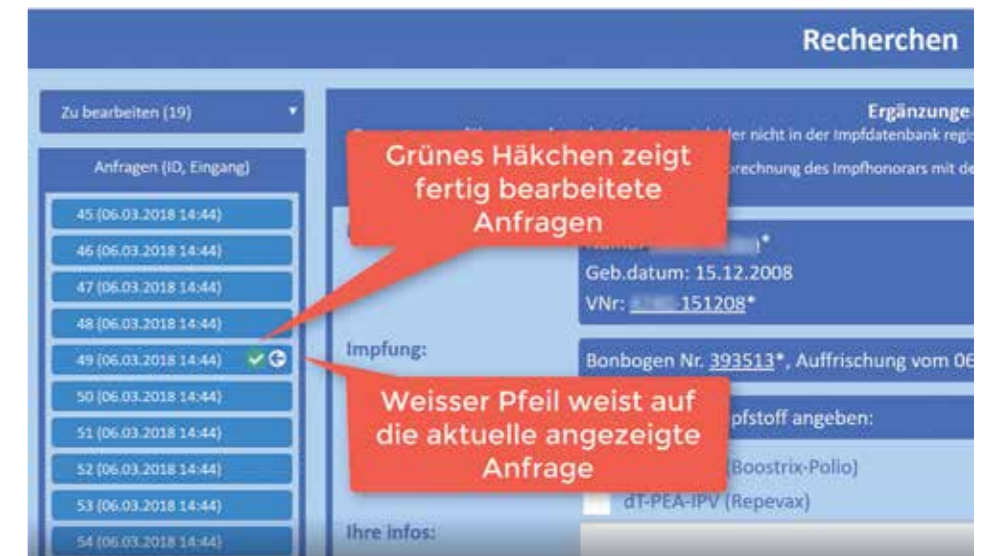 Recherchen
Zu bearbeiten (19)
Anfragen (ID, Eingang)
45 (06.03.2018 14:44)
46 (06.03.2018 14:44)
47 (06.03.2018 14:44)
48 (06.03.2018 14:44)
49 (06.03.2018 14:44)
50 (06.03.2018 14:44)
51 (06.03.2018 14:44)
52 (06.03.2018 14:44)
53 (06.03.2018 14:44)
54 (06.03.2018 14:44)
Grünes Häkchen zeigt
fertig bearbeitete
Anfragen
Weisser Pfeil weist auf
die aktuelle angezeigte
Anfrage
Ergänzunge
nicht in der Impfdatenbank regis
rechnung des Impfhonorars mit de
Geb.datum: 15.12.2008
VNr: 151208*
Impfung:
Bonbogen Nr. 393513*, Auffrischung vom 06
pfstoff angeben:
(Boostrix-Polio)
dT-PEA-IPV (Repevax)
Ihre infos: